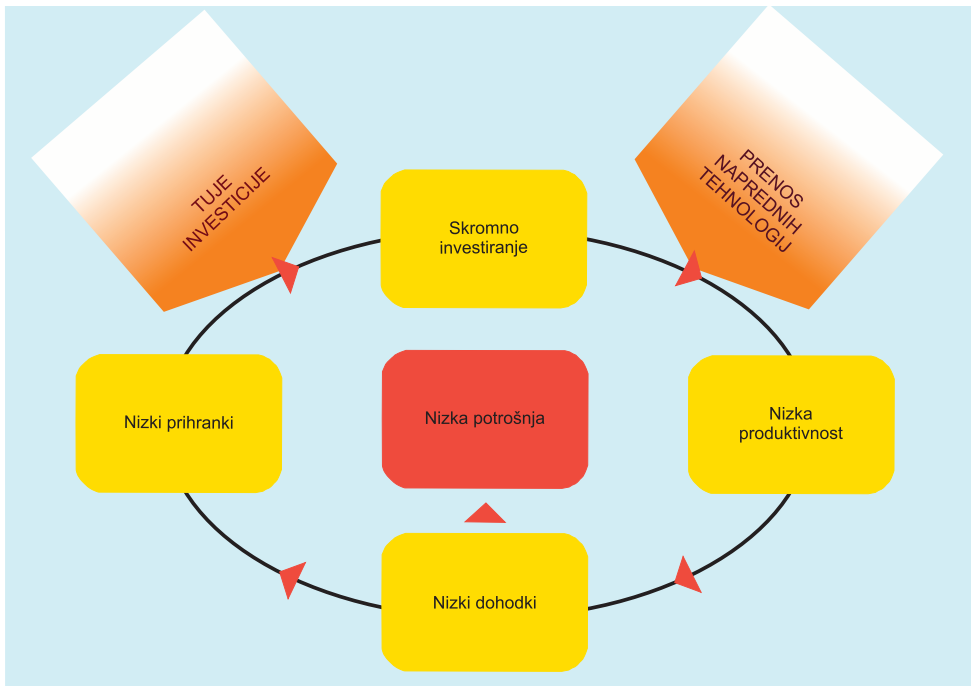 TUJE
INVESTICIJE
PRENOS
NAPREDNIH
TEHNOLOGIJ
Skromno
investiranje
Nizki prihranki
Nizka potrošnja
Nizka
produktivnost
Nizki dohodki